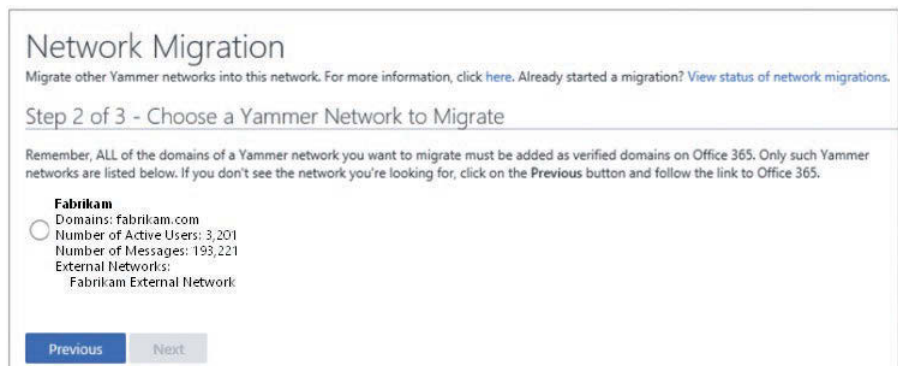 Network Migration
Migrate other Yammer networks into this network. For more information, click here. Already started a migration? View status of network migrations.
Step 2 of 3 - Choose a Yammer Network to Migrate
Remember, ALL of the domains of a Yammer network you want to migrate must be added as verified domains on Office 365. Only such Yammer
networks are listed below. If you don't see the network you're looking for, click on the Previous button and follow the link to Office 365.
Fabrikam
Domains: fabrikam.com
Number of Active Users: 3,201
Number of Messages: 193,221
External Networks:
Fabrikam External Network
Previous Next